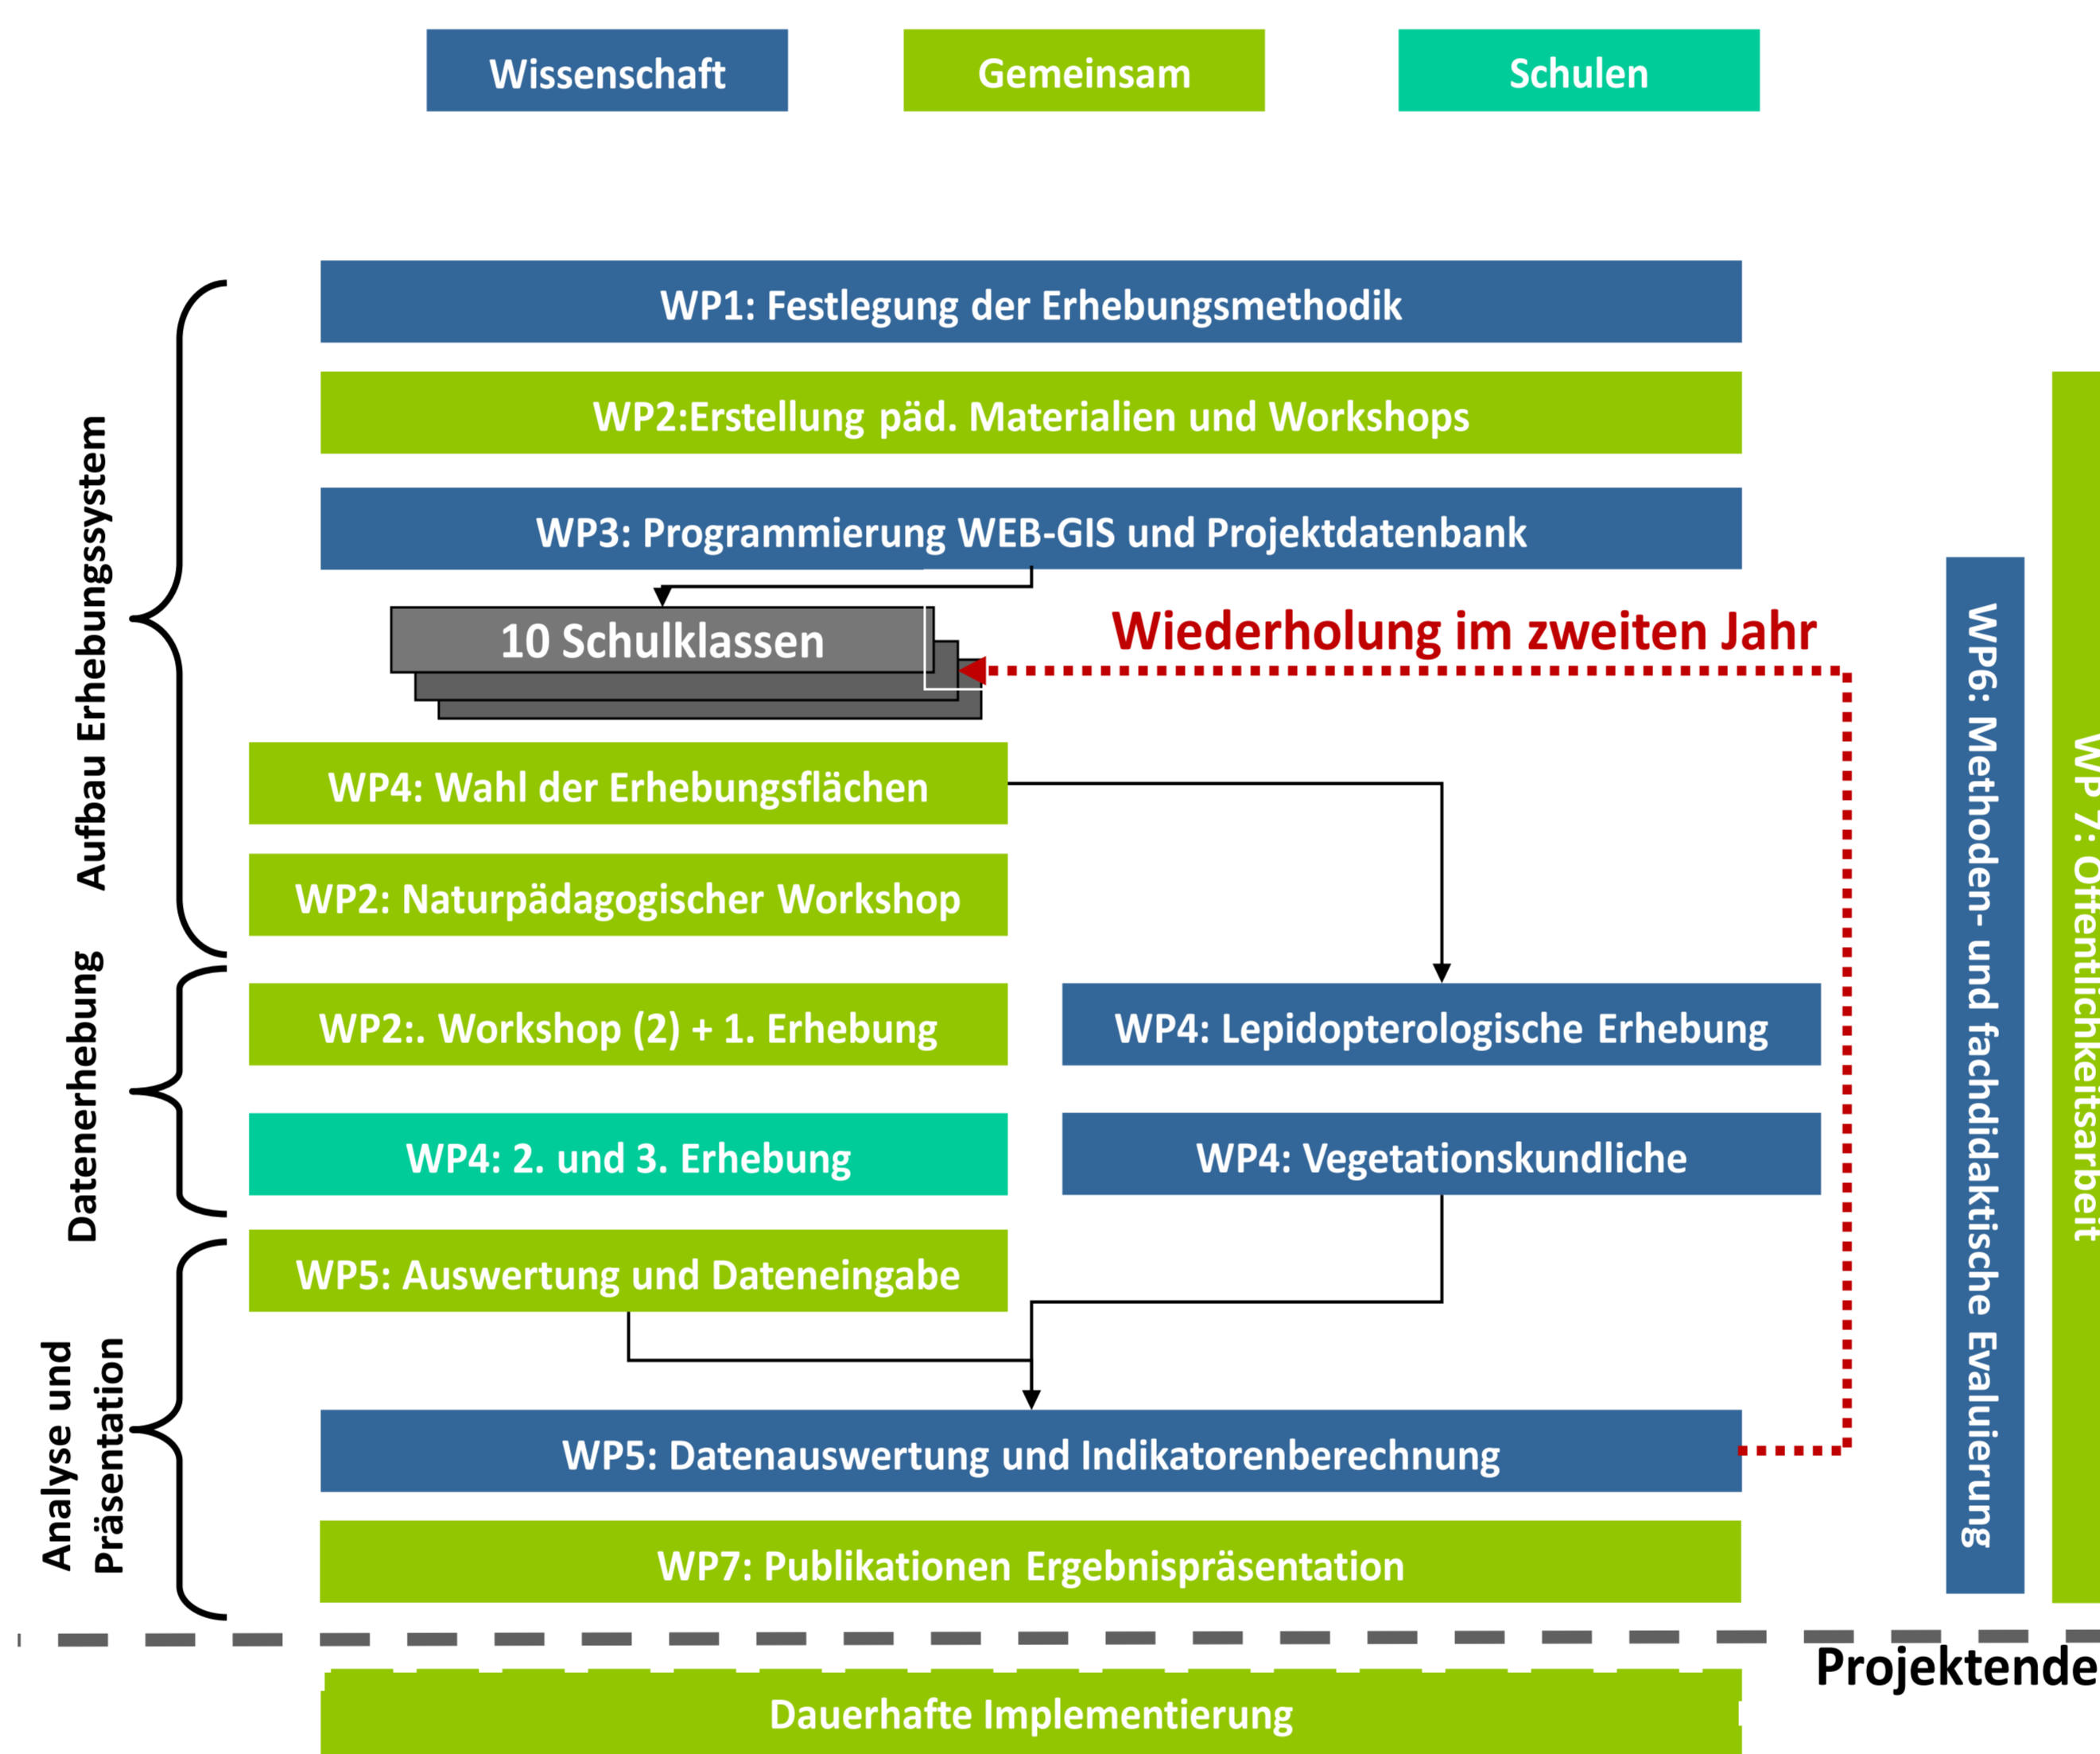 Wissenschaft
Gemeinsam
Schulen
WP1: Festlegung der Erhebungsmethodik
WP2:Erstellung päd. Materialien und Workshops
WP3: Programmierung WEB-GIS und Projektdatenbank
10 Schulklassen
Wiederholung im zweiten Jahr
WP4: Wahl der Erhebungsflächen
WP2: Naturpädagogischer Workshop
WP2:. Workshop (2) + 1. Erhebung
WP4: Lepidopterologische Erhebung
WP4: 2. und 3. Erhebung
WP4: Vegetationskundliche
WP5: Auswertung und Dateneingabe
WP5: Datenauswertung und Indikatorenberechnung
WP7: Publikationen Ergebnispräsentation
Projektende
Dauerhafte Implementierung
Aufbau Erhebungssystem
Datenerhebung
Analyse und
Präsentation
WP6: Methoden- und fachdidaktische Evaluierung
WP 7: Öffentlichkeitsarbeit